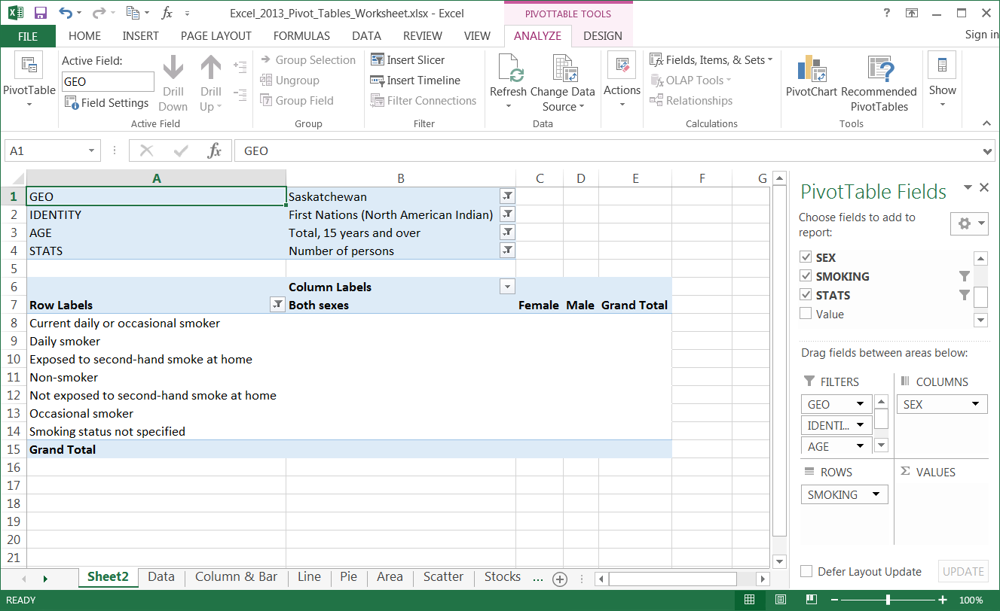 Excel_2013_Pivot_Tables_Worksheet.xlsx - Excel
PIVOTTABLE TOOLS
?
FILE HOME INSERT PAGE LAYOUT FORMULAS DATA REVIEW VIEW ANALYZE DESIGN Sign in
PivotTable
Active Field:
GEO
Field Settings
Drill Down
Drill Up
Active Field
Group Selection
Ungroup
Group Field
Group
Insert Slicer
Insert Timeline
Filter Connections
Filter
Refresh
Change Data Source
Data
Actions
Fields, Items, & Sets
OLAP Tools
Relationships
Calculations
PivotChart
Recommended PivotTables
Tools
Show
A1 fx GEO
A B C D E F G
1 GEO Saskatchewan
2 IDENTITY First Nations (North American Indian)
3 AGE Total, 15 years and over
4 STATS Number of persons
5
6 Column Labels
7 Row Labels Both sexes Female Male Grand Total
8 Current daily or occasional smoker
9 Daily smoker
10 Exposed to second-hand smoke at home
11 Non-smoker
12 Not exposed to second-hand smoke at home
13 Occasional smoker
14 Smoking status not specified
15 Grand Total
16
17
18
19
20
21
PivotTable Fields
Choose fields to add to
report:
SEX
SMOKING
STATS
Value
Drag fields between areas below:
FILTERS
GEO
IDENTI...
AGE
COLUMNS
SEX
ROWS
SMOKING
Σ VALUES
Defer Layout Update UPDATE
Sheet2 Data Column & Bar Line Pie Area Scatter Stocks ...
READY 100%